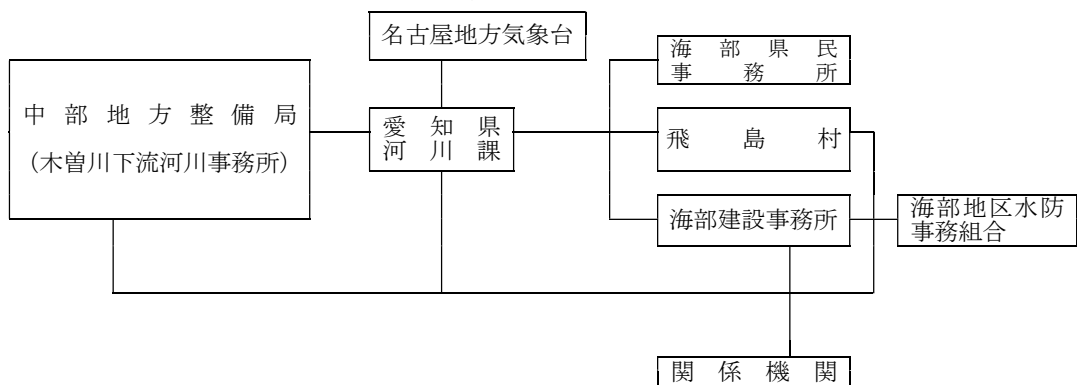 名古屋地方気象台
海部県民
事務所
中部地方整備局
(木曽川下流河川事務所)
愛知県
河川課
飛島村
海部建設事務所
海部地区水防
事務組合
関係機関